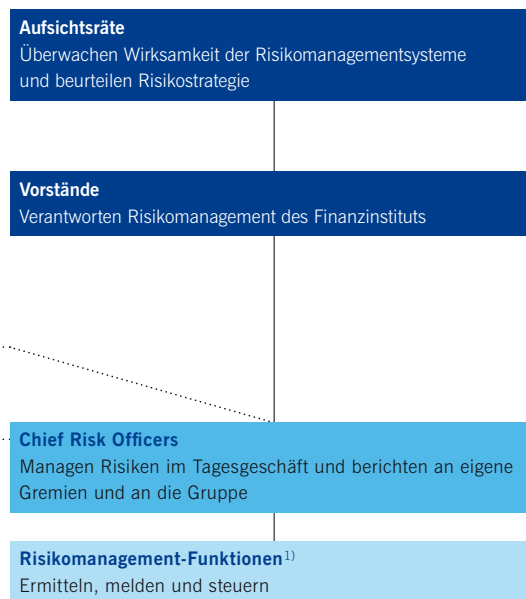 Aufsichtsräte
Überwachen Wirksamkeit der Risikomanagementsysteme
und beurteilen Risikostrategie
Vorstände
Verantworten Risikomanagement des Finanzinstituts
Chief Risk Officers
Managen Risiken im Tagesgeschäft und berichten an eigene
Gremien und an die Gruppe
Risikomanagement-Funktionen¹⁾
Ermitteln, melden und steuern